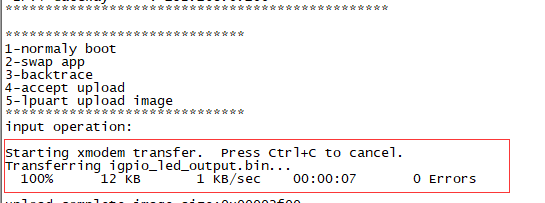 ************************************************
******************************
1-normaly boot
2-swap app
3-backtrace
4-accept upload
5-lpuart upload image
******************************
input operation:
Starting xmodem transfer.  Press Ctrl+C to cancel.
Transferring igpio_led_output.bin...
  100%      12 KB       1 KB/sec    00:00:07       0 Errors